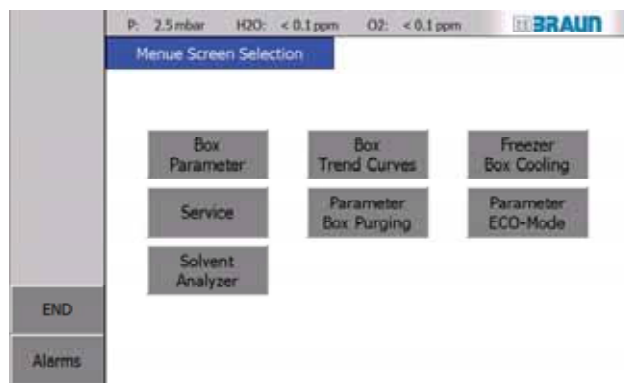 P: 2.5 mbar H2O: < 0.1 ppm O2: < 0.1 ppm MBRAUN
Menue Screen Selection
Box
Parameter
Box
Trend Curves
Freezer
Box Cooling
Service
Parameter
Box Purging
Parameter
ECO-Mode
Solvent
Analyzer
END
Alarms